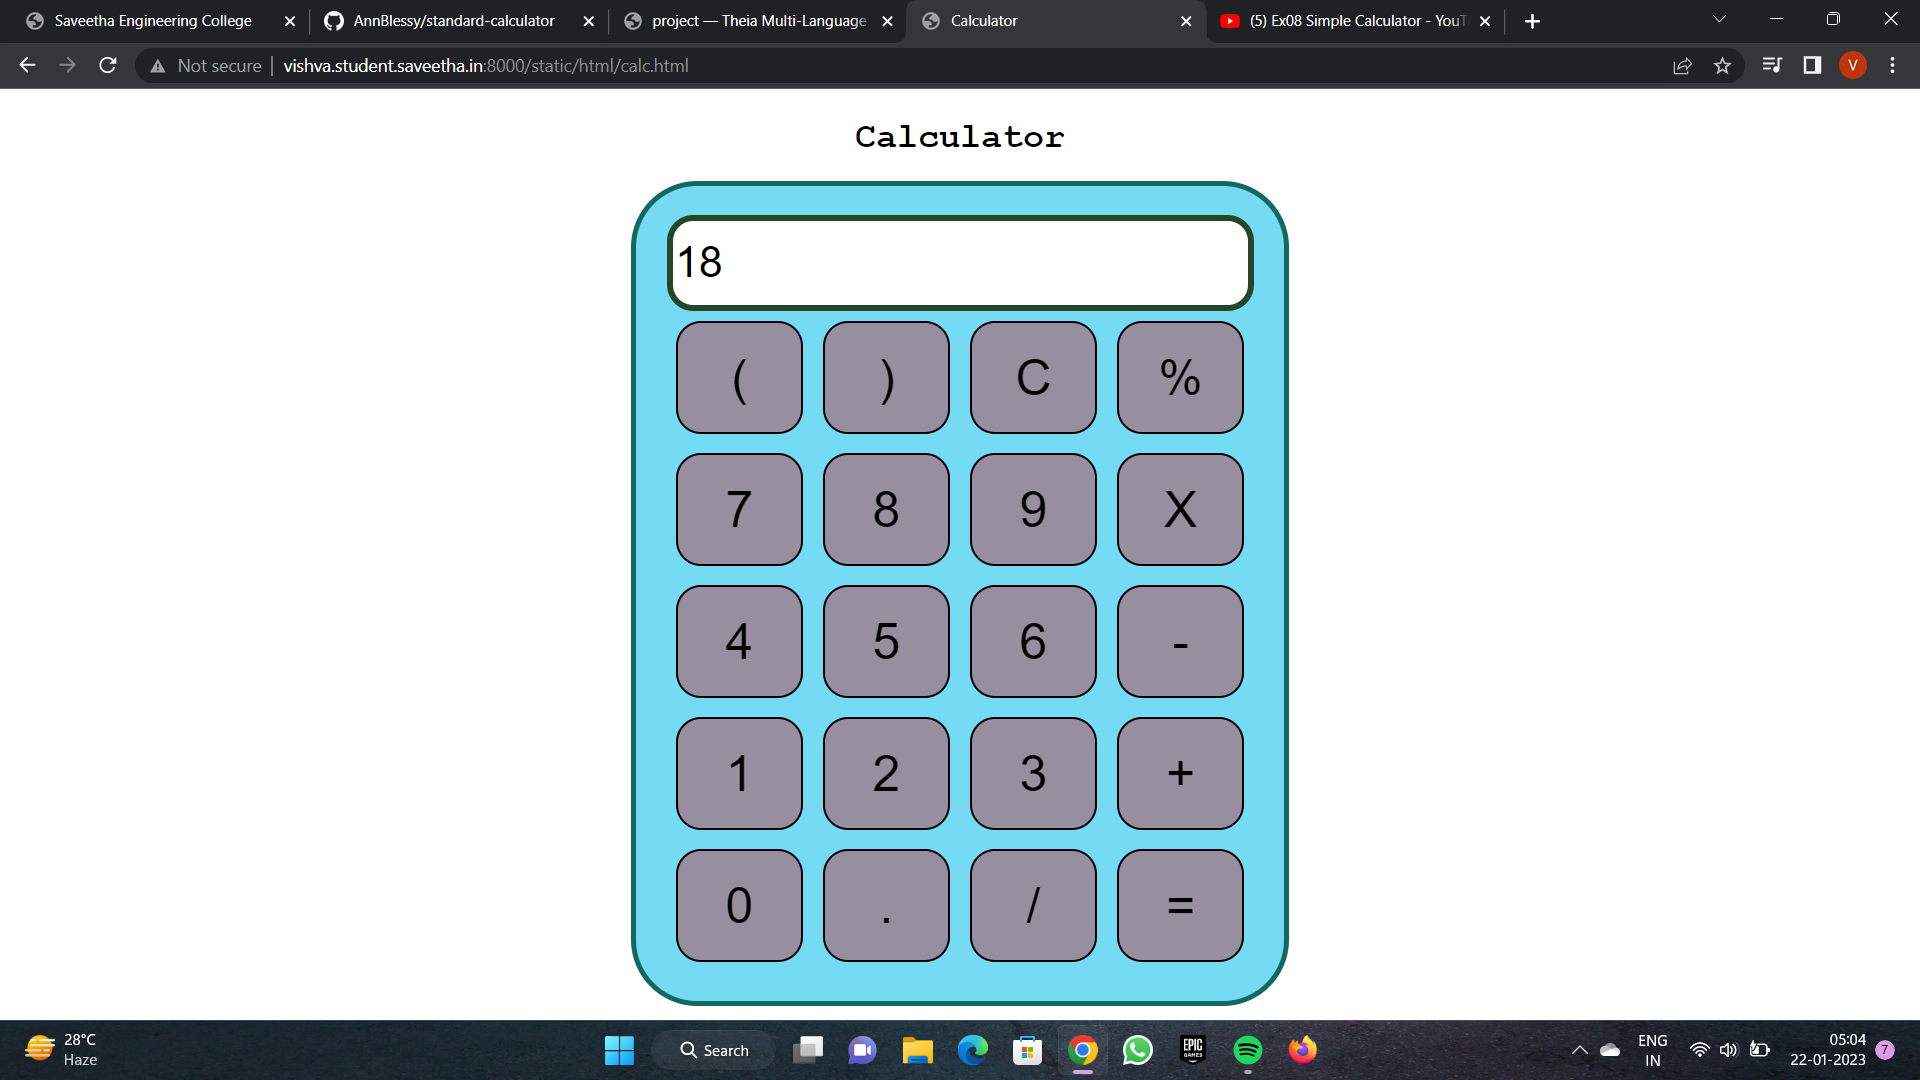 Saveetha Engineering College
AnnBlessy/standard-calculator
project — Theia Multi-Language
Calculator
(5) Ex08 Simple Calculator - YouT
Not secure
vishva.student.saveetha.in:8000/static/html/calc.html
V
Calculator
18
( ) C %
7 8 9 X
4 5 6 -
1 2 3 +
0 . / =
28°C
Haze
Search
EPIC
GAMES
ENG
IN
05:04
22-01-2023
7